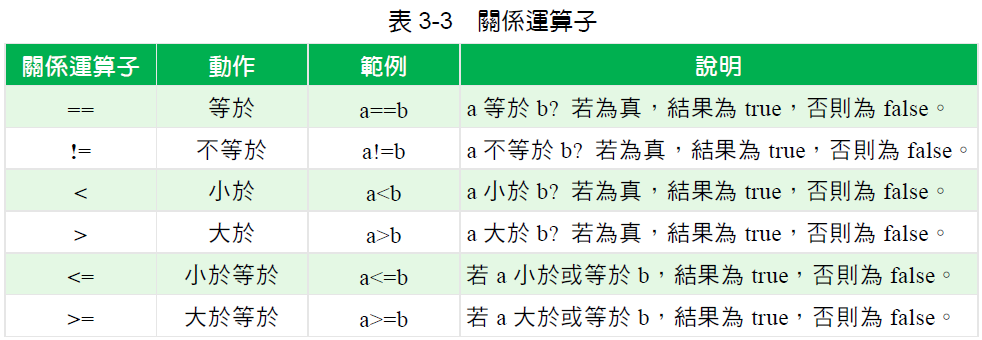 表 3-3 關係運算子
關係運算子 動作 範例 說明
== 等於 a==b a 等於 b? 若為真，結果為 true，否則為 false。
!= 不等於 a!=b a 不等於 b? 若為真，結果為 true，否則為 false。
< 小於 a<b a 小於 b? 若為真，結果為 true，否則為 false。
> 大於 a>b a 大於 b? 若為真，結果為 true，否則為 false。
<= 小於等於 a<=b 若 a 小於或等於 b，結果為 true，否則為 false。
>= 大於等於 a>=b 若 a 大於或等於 b，結果為 true，否則為 false。